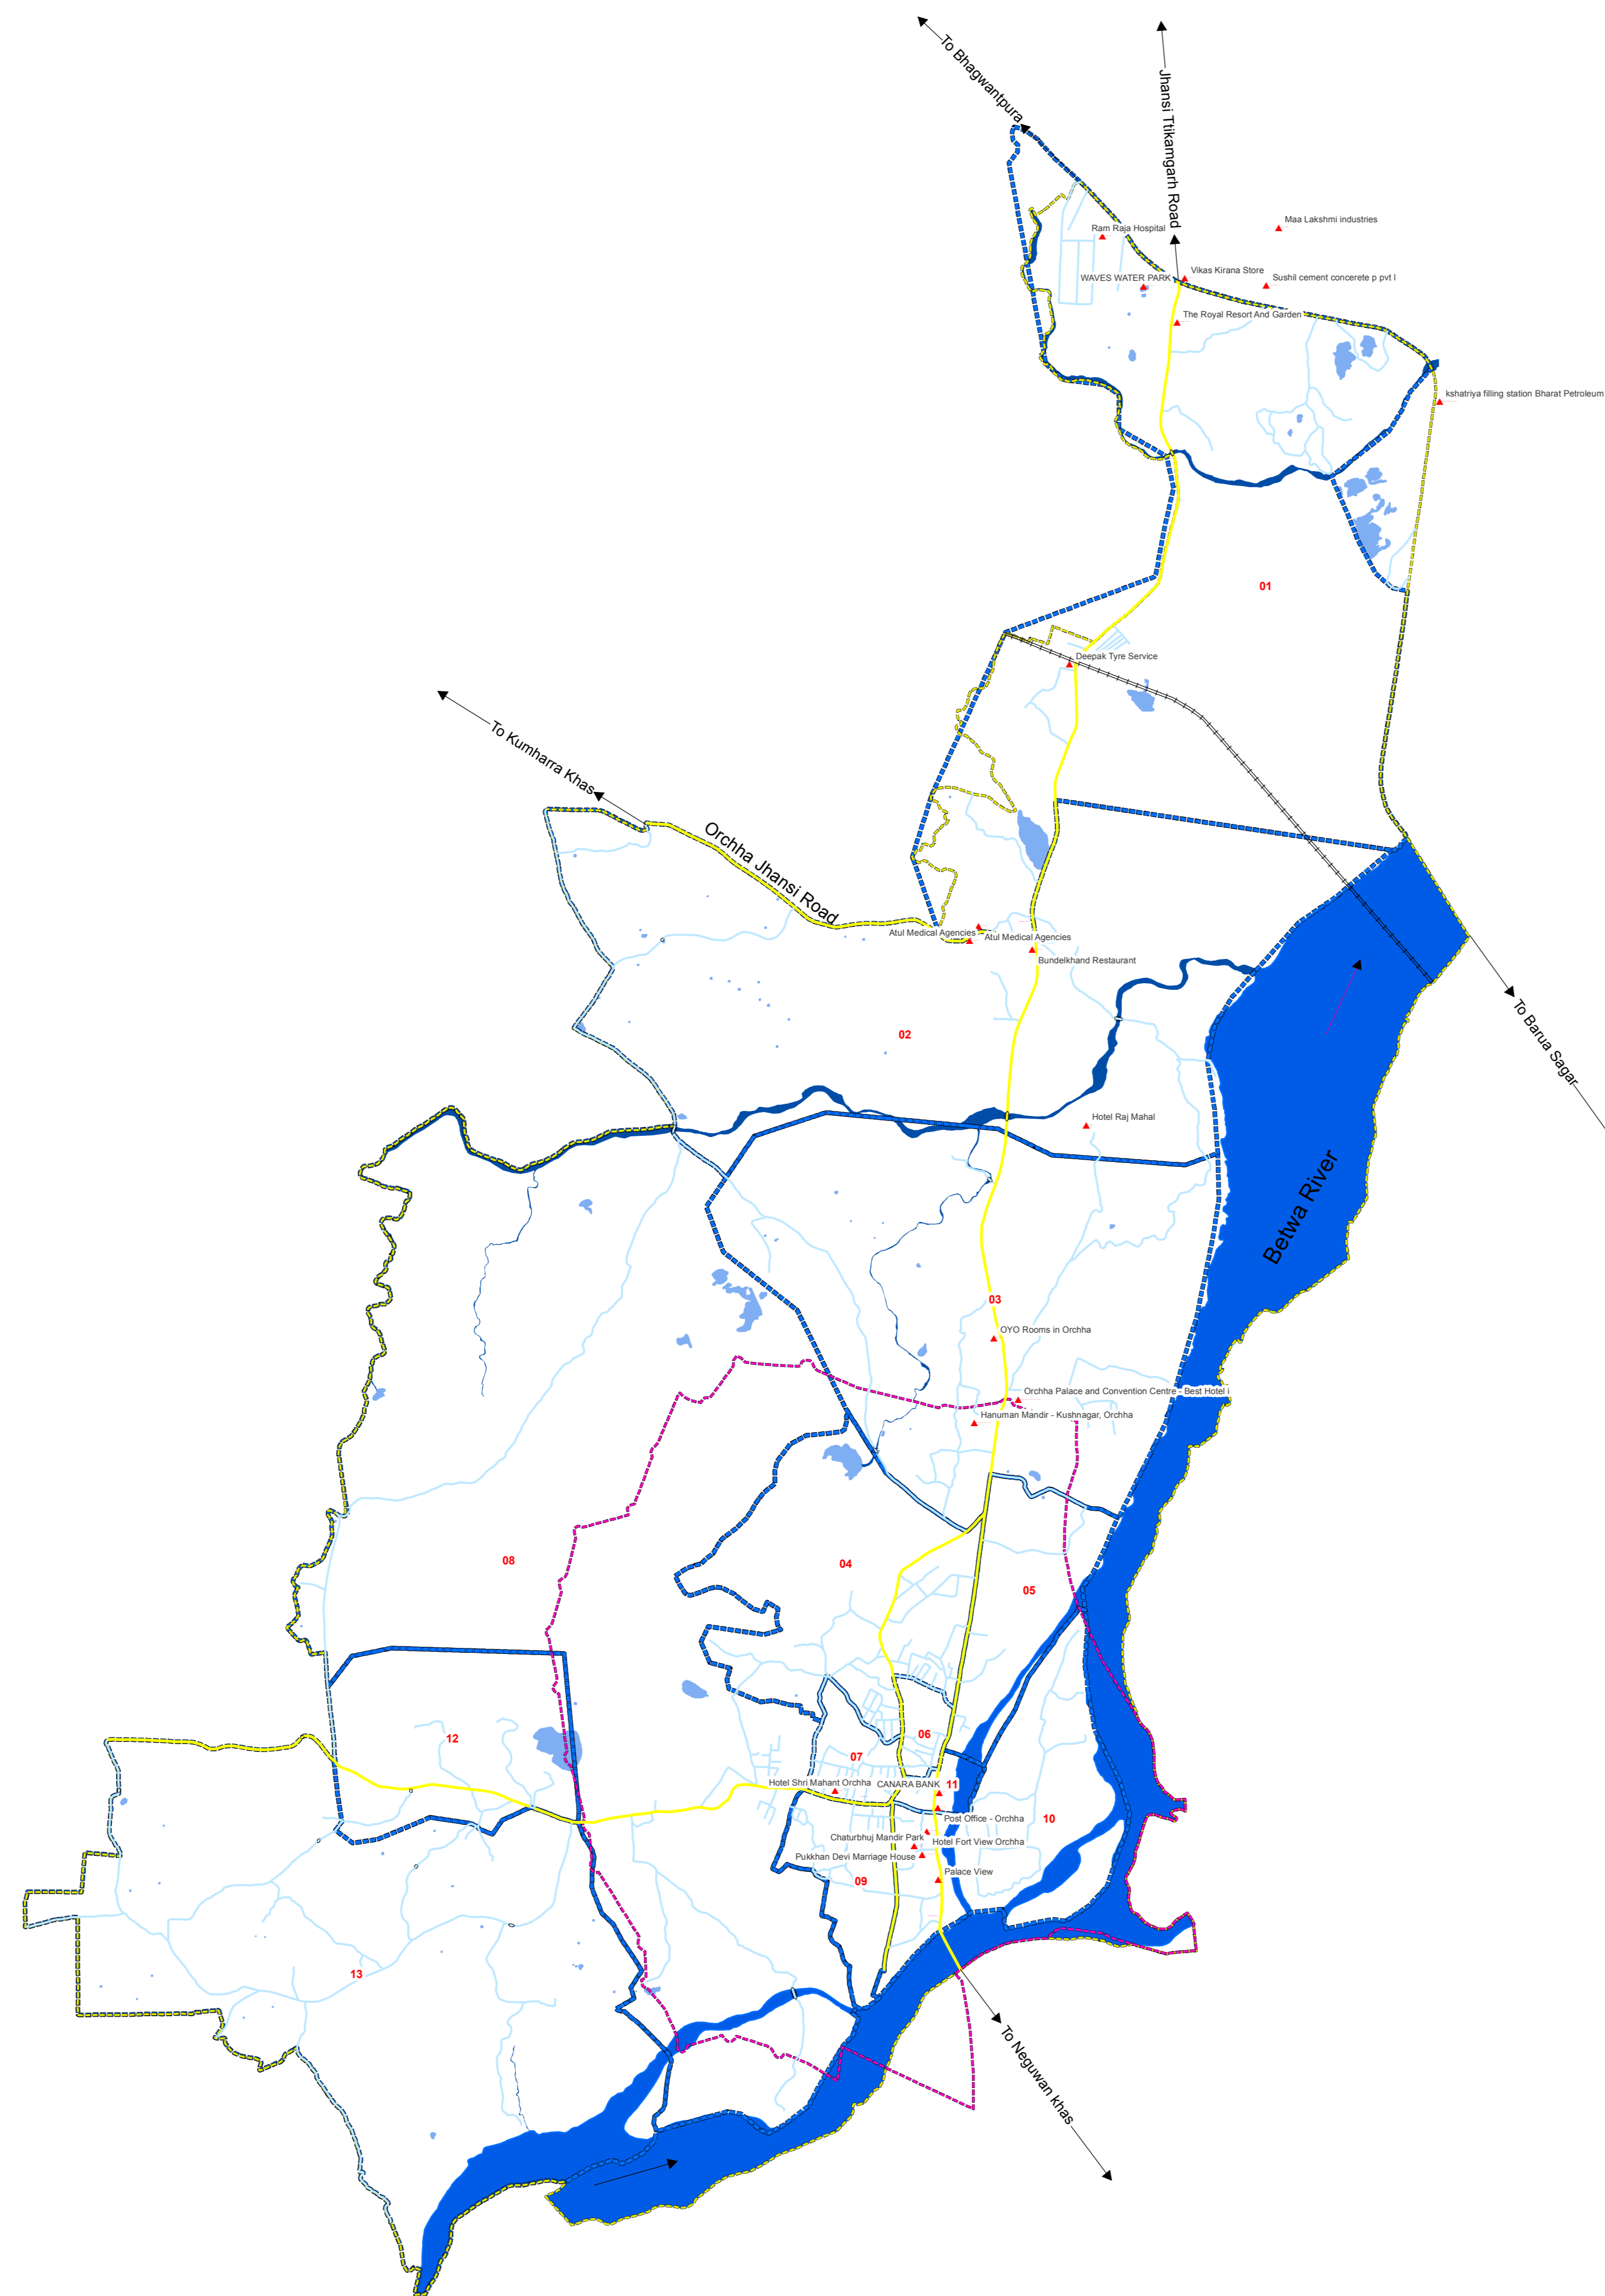 To Bhagwantpura
Jhansi Ttikamgarh Road
Maa Lakshmi industries
Ram Raja Hospital
Vikas Kirana Store
WAVES WATER PARK
Sushil cement concerete p pvt l
The Royal Resort And Garden
kshatriya filling station Bharat Petroleum
01
Deepak Tyre Service
To Kumharra Khas
Orchha Jhansi Road
Atul Medical Agencies
Atul Medical Agencies
Bundelkhand Restaurant
To Barua Sagar
02
Hotel Raj Mahal
Betwa River
03
OYO Rooms in Orchha
Orchha Palace and Convention Centre - Best Hotel i
Hanuman Mandir - Kushnagar, Orchha
08
04
05
12
06
07
Hotel Shri Mahant Orchha
CANARA BANK
11
Post Office - Orchha
10
Chaturbhuj Mandir Park
Hotel Fort View Orchha
Pukkhan Devi Marriage House
Palace View
09
13
To Neguwan khas